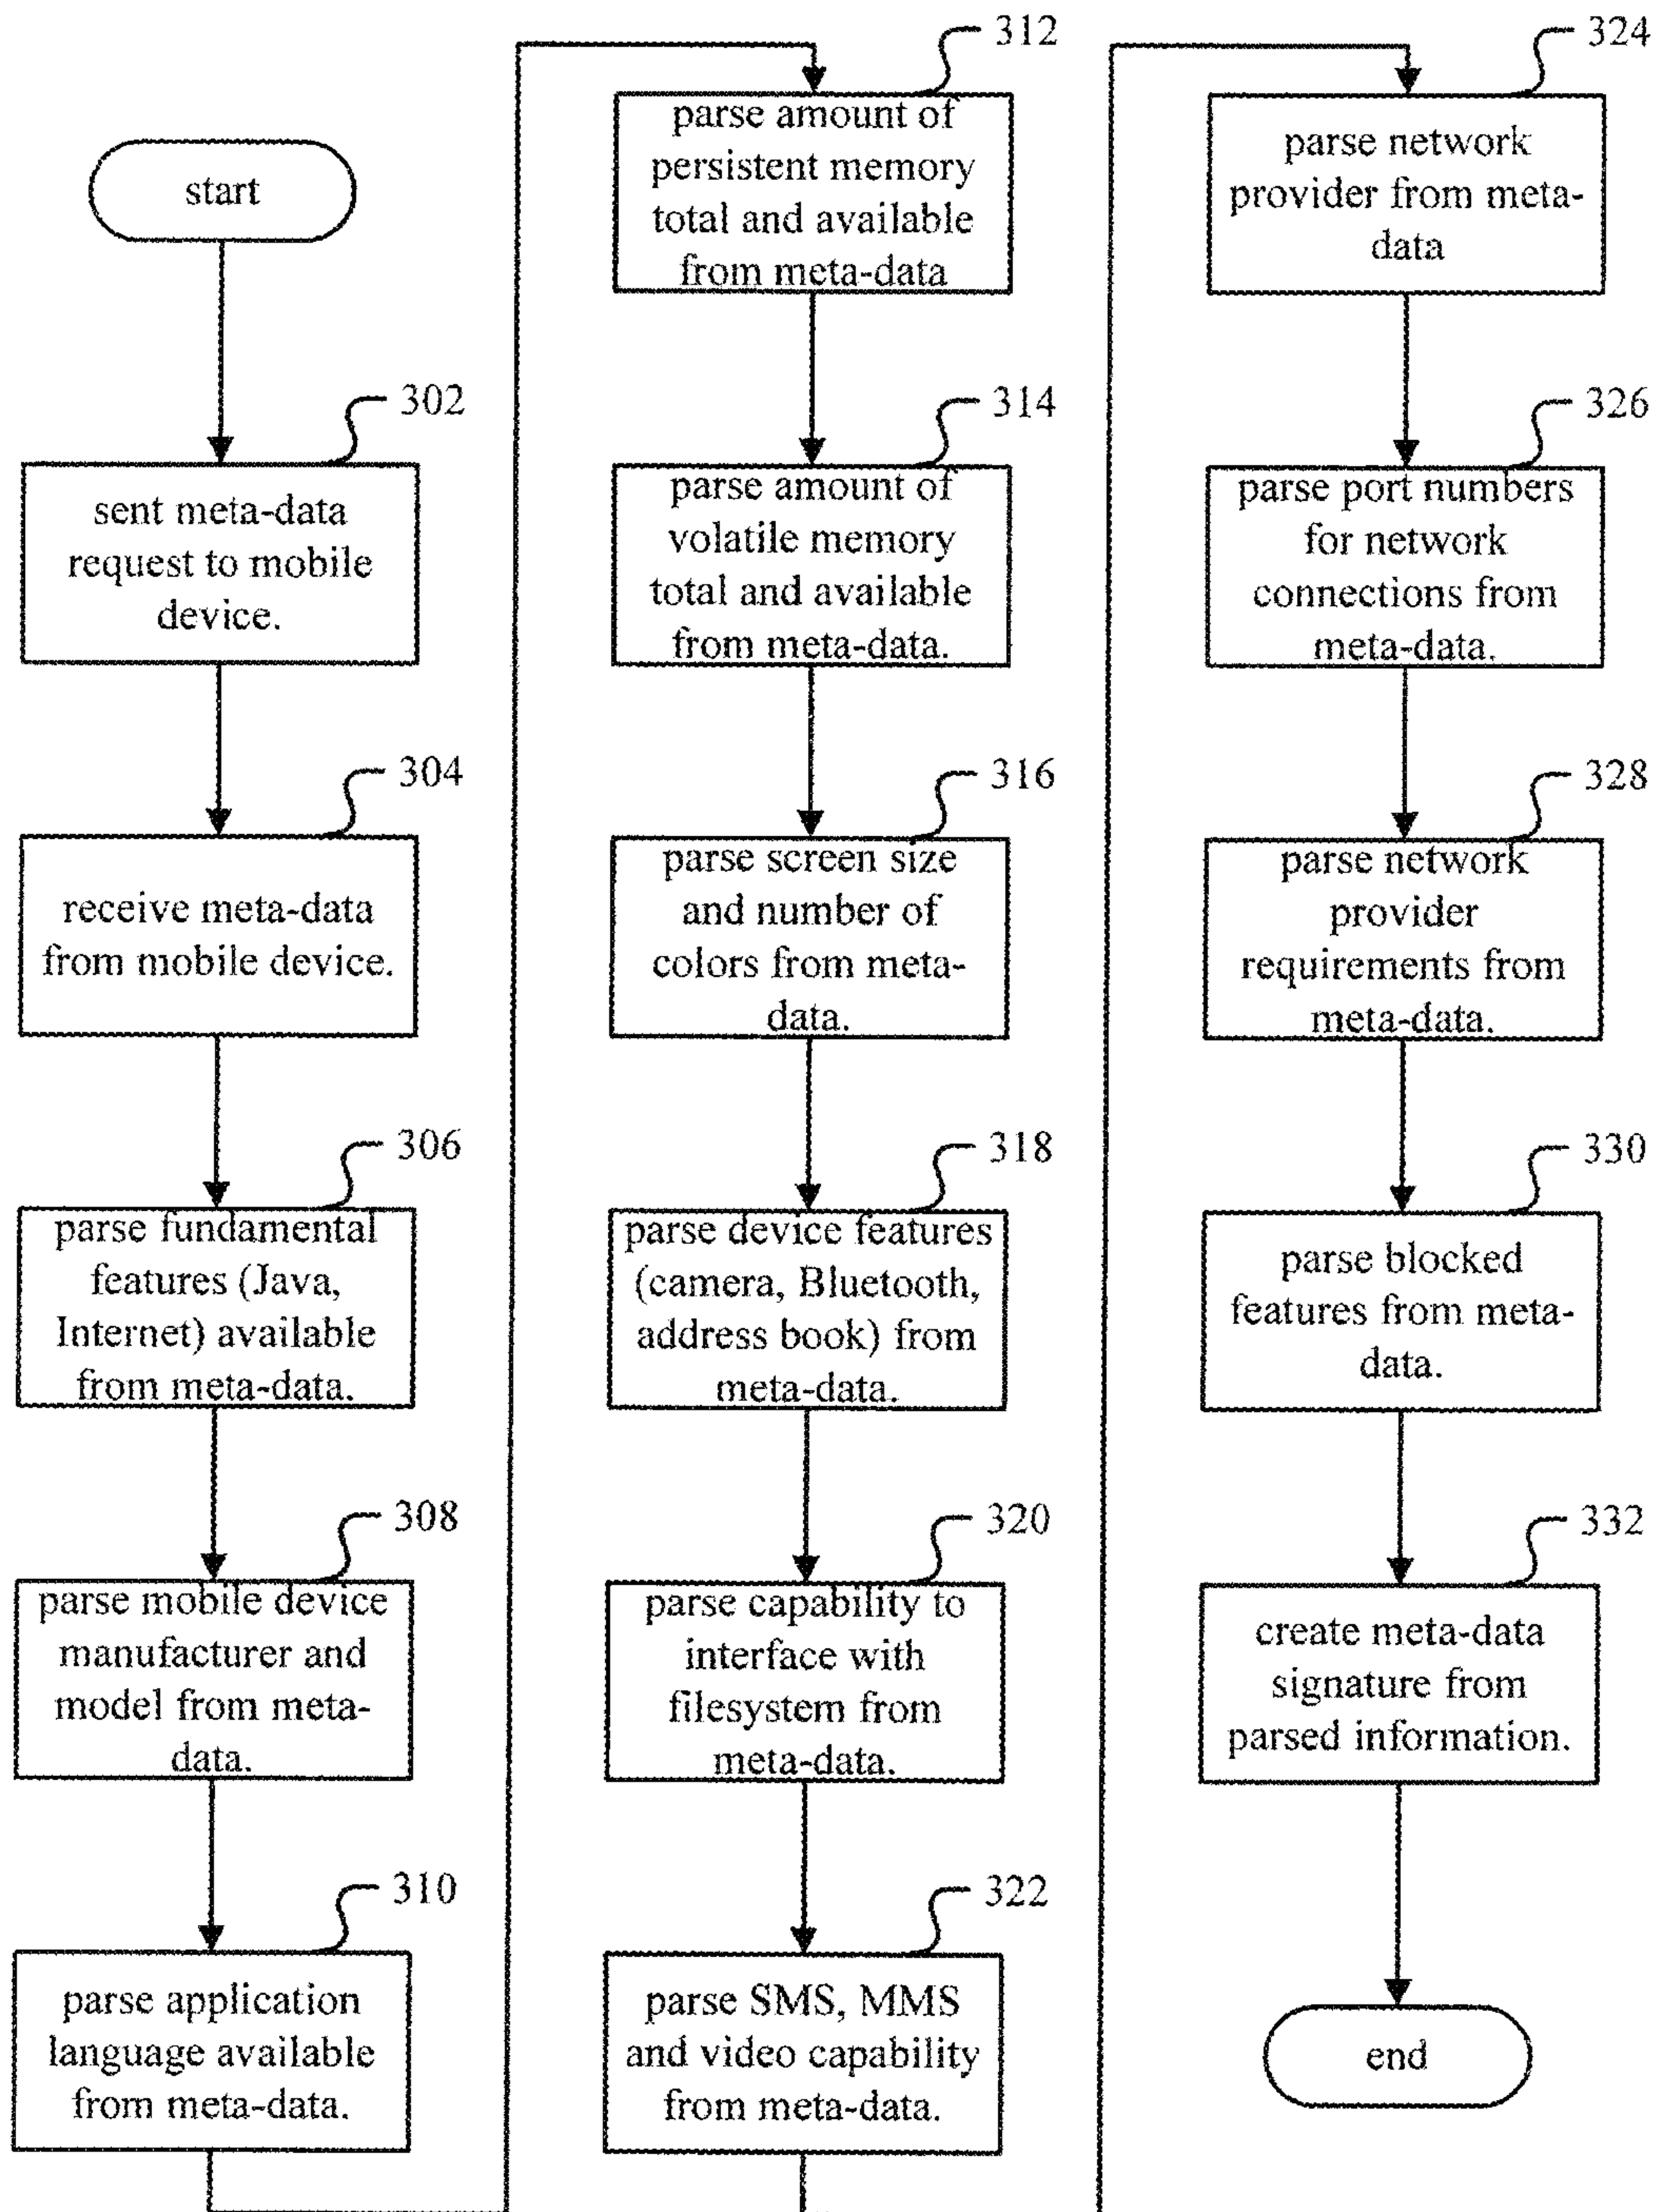 start
302
sent meta-data
request to mobile
device.
304
receive meta-data
from mobile device.
306
parse fundamental
features (Java,
Internet) available
from meta-data.
308
parse mobile device
manufacturer and
model from meta-
data.
310
parse application
language available
from meta-data.
312
parse amount of
persistent memory
total and available
from meta-data
314
parse amount of
volatile memory
total and available
from meta-data.
316
parse screen size
and number of
colors from meta-
data.
318
parse device features
(camera, Bluetooth,
address book) from
meta-data.
320
parse capability to
interface with
filesystem from
meta-data.
322
parse SMS, MMS
and video capability
from meta-data.
324
parse network
provider from meta-
data
326
parse port numbers
for network
connections from
meta-data.
328
parse network
provider
requirements from
meta-data.
330
parse blocked
features from meta-
data.
332
create meta-data
signature from
parsed information.
end